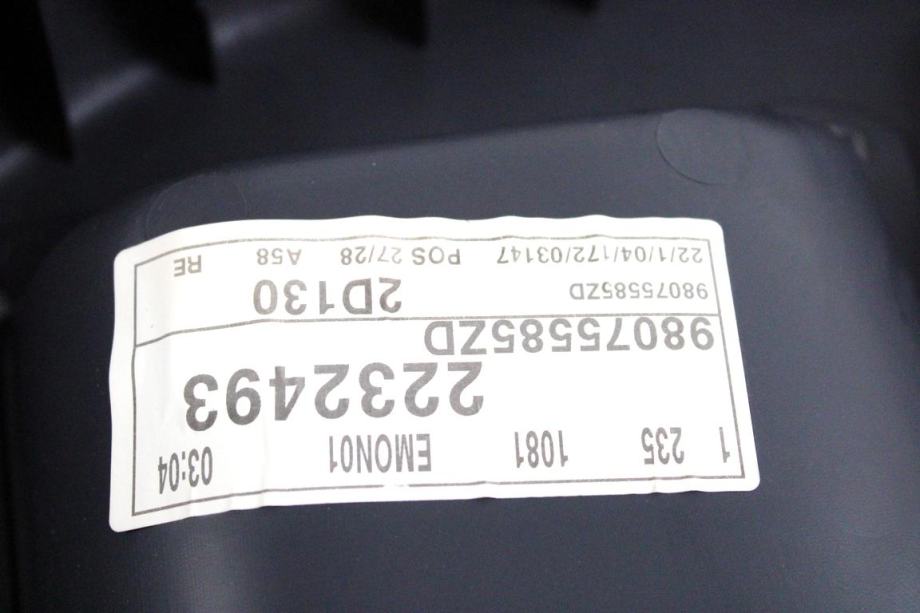 1 235 1081 EMON01 03:04
2232493
98075585ZD
98075585ZD 2D130
22/1/04/172/03147 POS 27/28 A58 RE